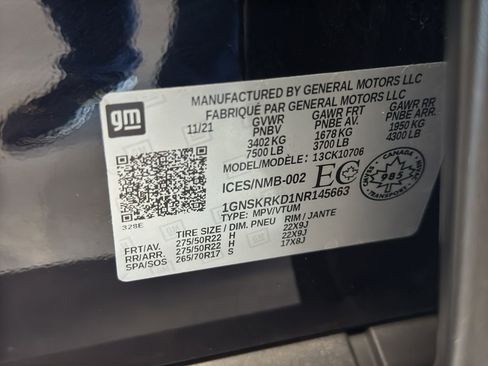 gm
MANUFACTURED BY GENERAL MOTORS LLC
FABRIQUÉ PAR GENERAL MOTORS LLC
11/21 GVWR GAWR FRT GAWR RR
PNBV PNBE AV. PNBE ARR.
3402 KG 1678 KG 1950 KG
7500 LB 3700 LB 4300 LB
MODEL/MODÈLE: 13CK10706
ICES/NMB-002 EC 985
1GNSKRKD1NR145663
TYPE: MPV/VTUM
328E
TIRE SIZE / DIM. PNEU RIM / JANTE
FRT/AV. 275/50R22 H 22X9J
RR/ARR. 275/50R22 H 22X9J
SPA/SOS 265/70R17 S 17X8J